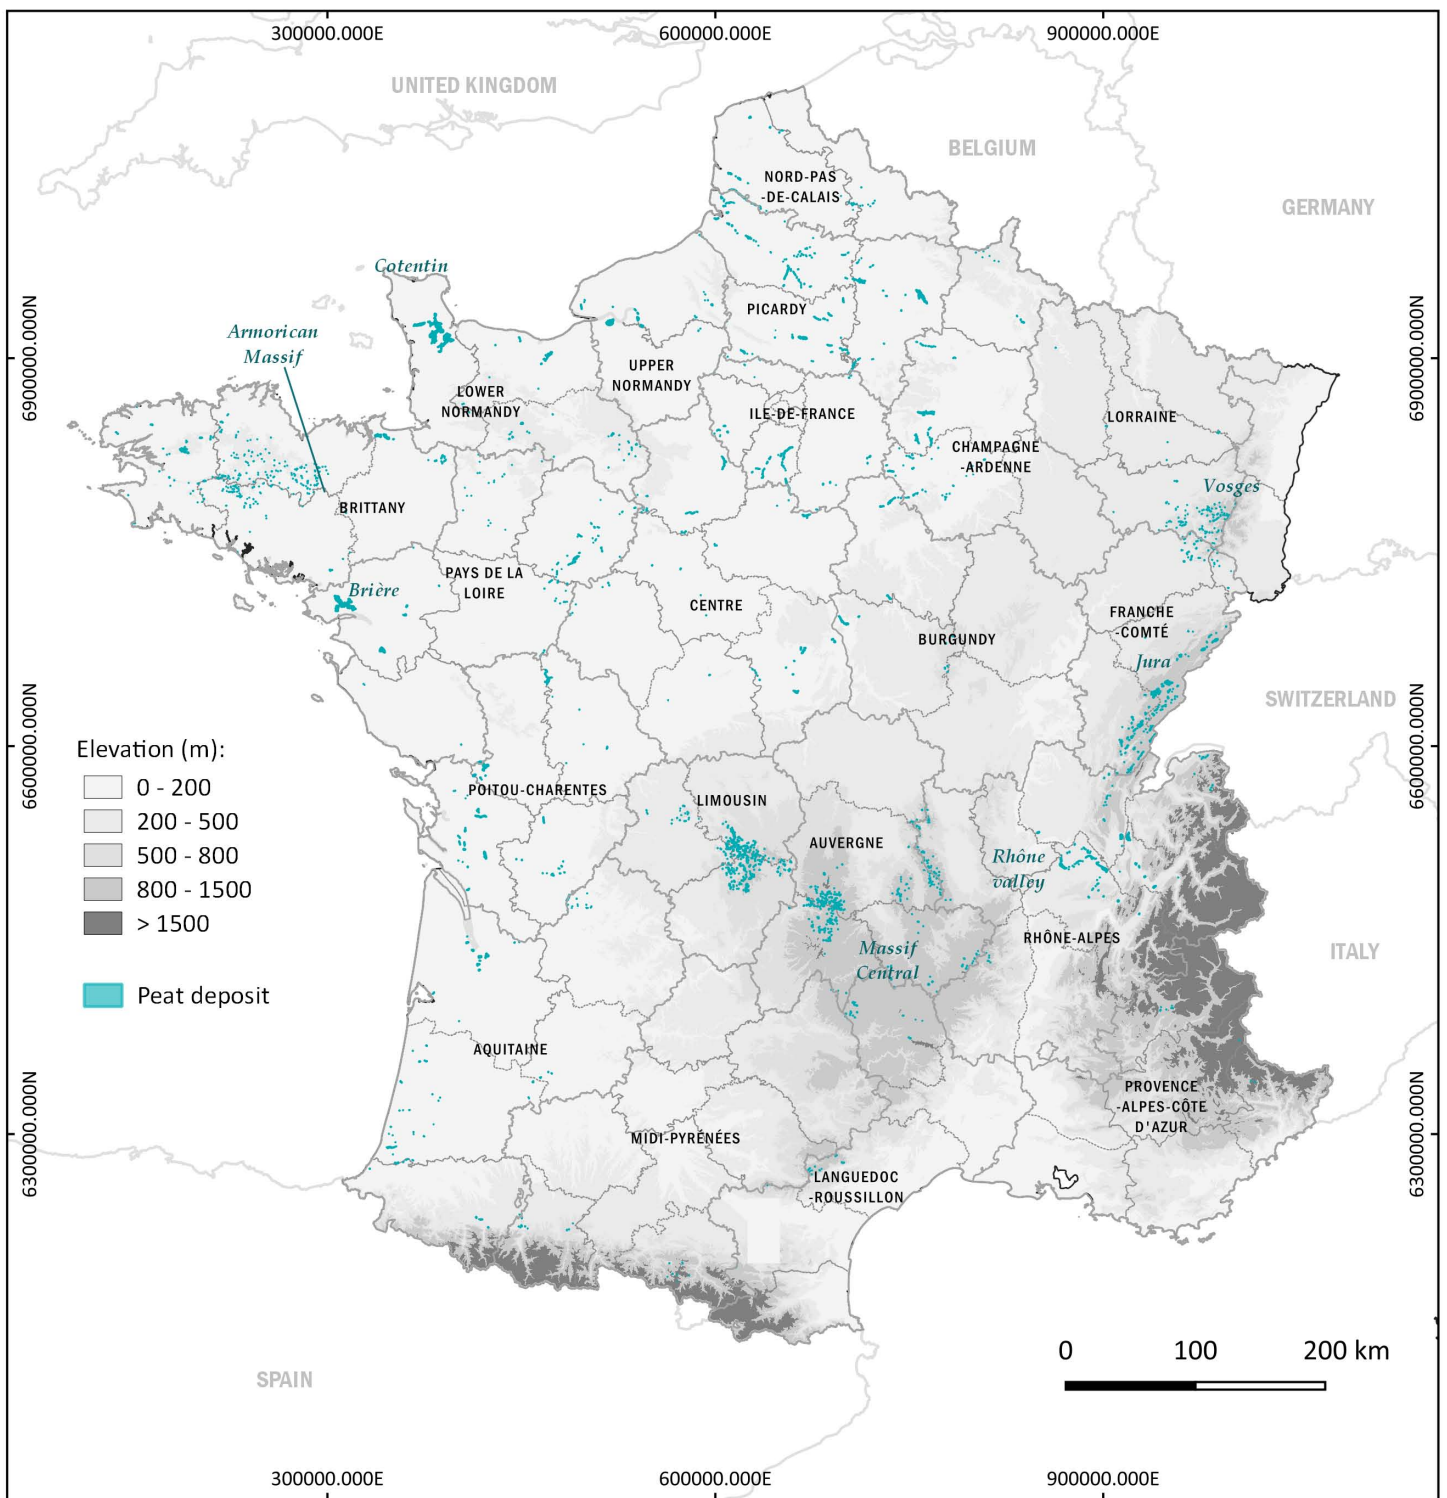 300000.000E
600000.000E
900000.000E
UNITED KINGDOM
BELGIUM
GERMANY
NORD-PAS
-DE-CALAIS
Cotentin
PICARDY
6900000.000N
6900000.000N
Armorican
Massif
UPPER
NORMANDY
LOWER
NORMANDY
ILE-DE-FRANCE
LORRAINE
CHAMPAGNE
-ARDENNE
Vosges
BRITTANY
PAYS DE LA
LOIRE
Brière
CENTRE
FRANCHE
-COMTÉ
BURGUNDY
Jura
SWITZERLAND
6600000.000N
6600000.000N
Elevation (m):
0 - 200
200 - 500
500 - 800
800 - 1500
> 1500
Peat deposit
POITOU-CHARENTES
LIMOUSIN
AUVERGNE
Rhône
valley
RHÔNE-ALPES
Massif
Central
ITALY
AQUITAINE
PROVENCE
-ALPES-CÔTE
D'AZUR
MIDI-PYRÉNÉES
6300000.000N
6300000.000N
LANGUEDOC
-ROUSSILLON
SPAIN
0
100
200 km
300000.000E
600000.000E
900000.000E